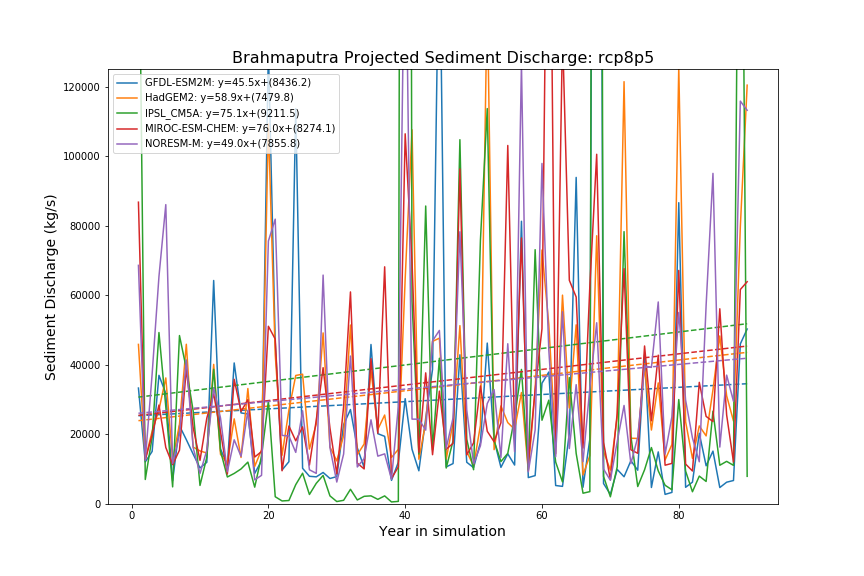 Brahmaputra Projected Sediment Discharge: rcp8p5
GFDL-ESM2M: y=45.5x+(8436.2)
HadGEM2: y=58.9x+(7479.8)
IPSL_CM5A: y=75.1x+(9211.5)
MIROC-ESM-CHEM: y=76.0x+(8274.1)
NORESM-M: y=49.0x+(7855.8)
120000
100000
80000
60000
40000
20000
0
Sediment Discharge (kg/s)
0 20 40 60 80
Year in simulation